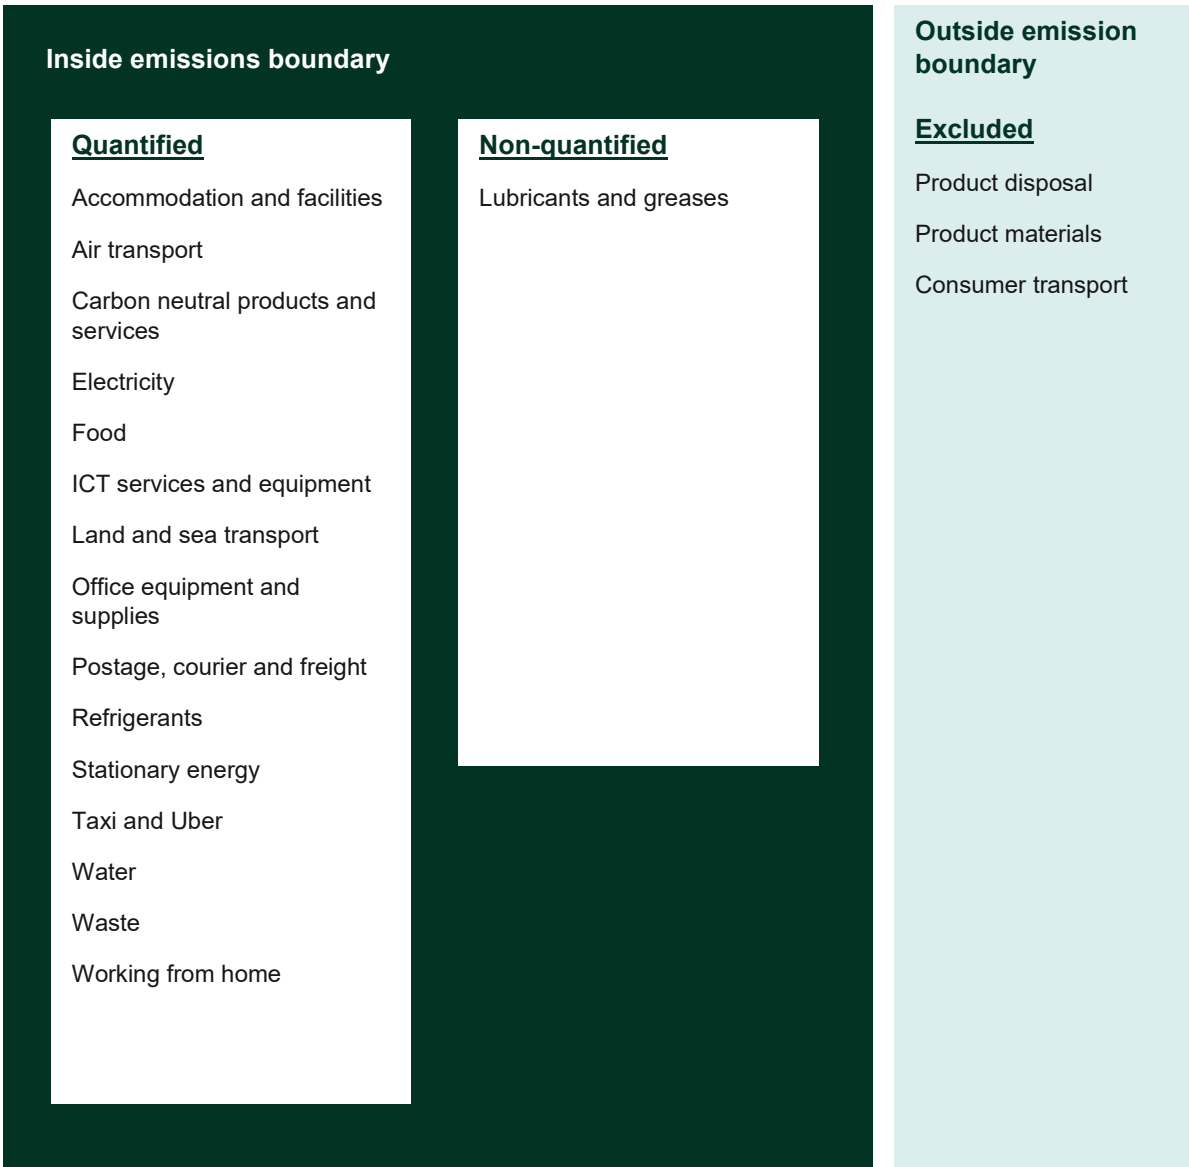 Inside emissions boundary
Quantified
Accommodation and facilities
Air transport
Carbon neutral products and
services
Electricity
Food
ICT services and equipment
Land and sea transport
Office equipment and
supplies
Postage, courier and freight
Refrigerants
Stationary energy
Taxi and Uber
Water
Waste
Working from home
Non-quantified
Lubricants and greases
Outside emission
boundary
Excluded
Product disposal
Product materials
Consumer transport